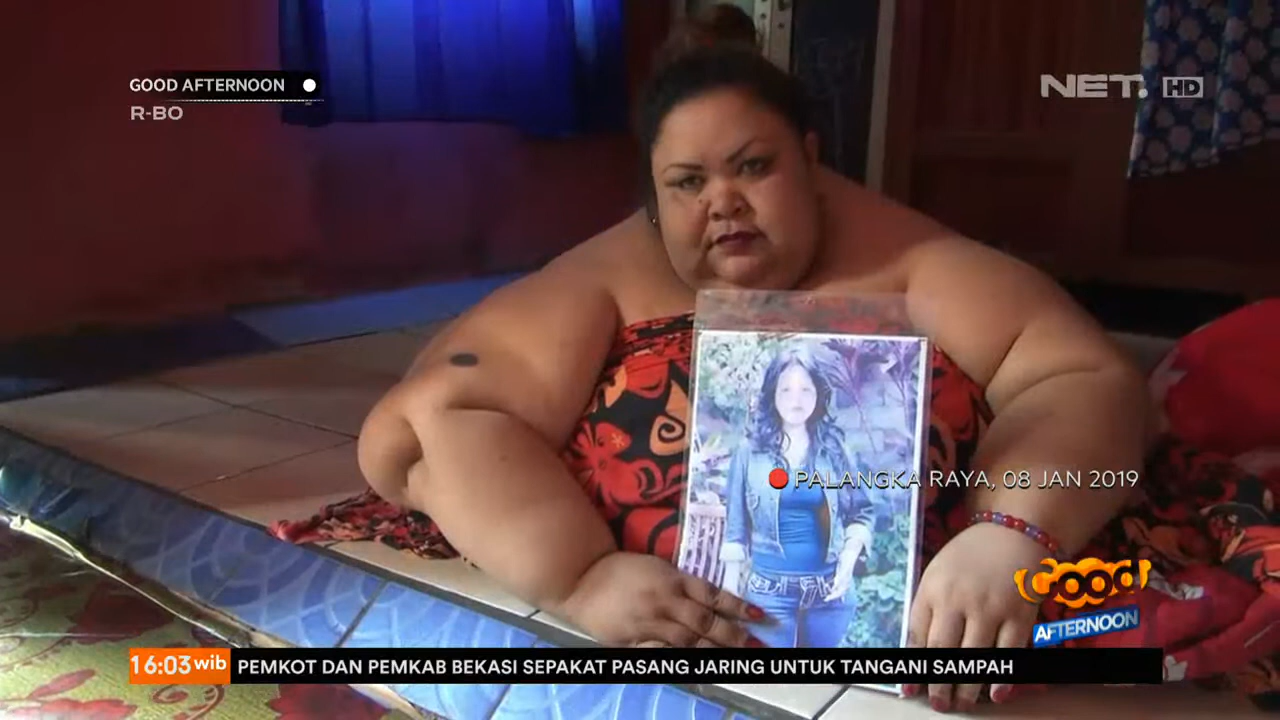 GOOD AFTERNOON
R-BO
NET. HD
PALANGKA RAYA, 08 JAN 2019
Good
AFTERNOON
16:03 wib PEMKOT DAN PEMKAB BEKASI SEPAKAT PASANG JARING UNTUK TANGANI SAMPAH